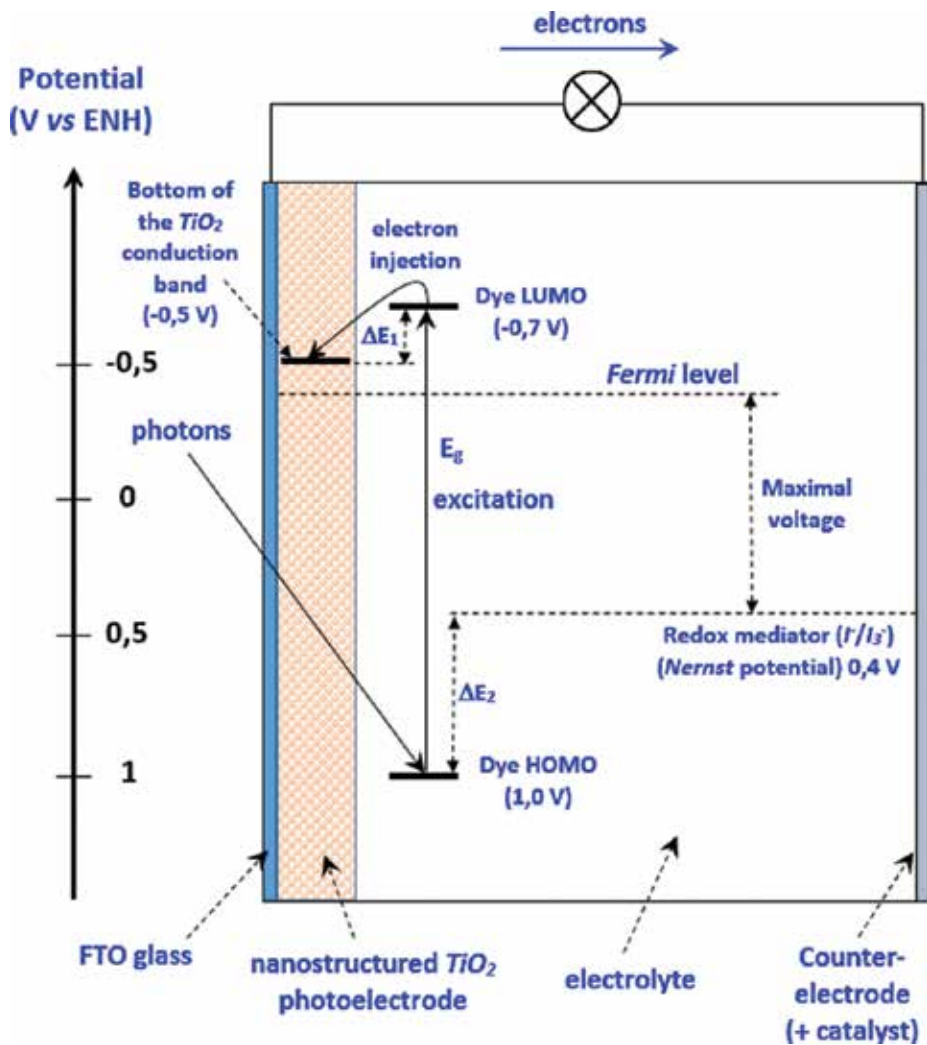 electrons
Potential
(V vs ENH)
Bottom of
the TiO₂
conduction
band
(-0,5 V)
electron
injection
Dye LUMO
(-0,7 V)
ΔE₁
-0,5
Fermi level
photons
E_g
excitation
0
Maximal
voltage
0,5
Redox mediator (I⁻/I₃⁻)
(Nernst potential) 0,4 V
ΔE₂
1
Dye HOMO
(1,0 V)
FTO glass
nanostructured TiO₂
photoelectrode
electrolyte
Counter-
electrode
(+ catalyst)